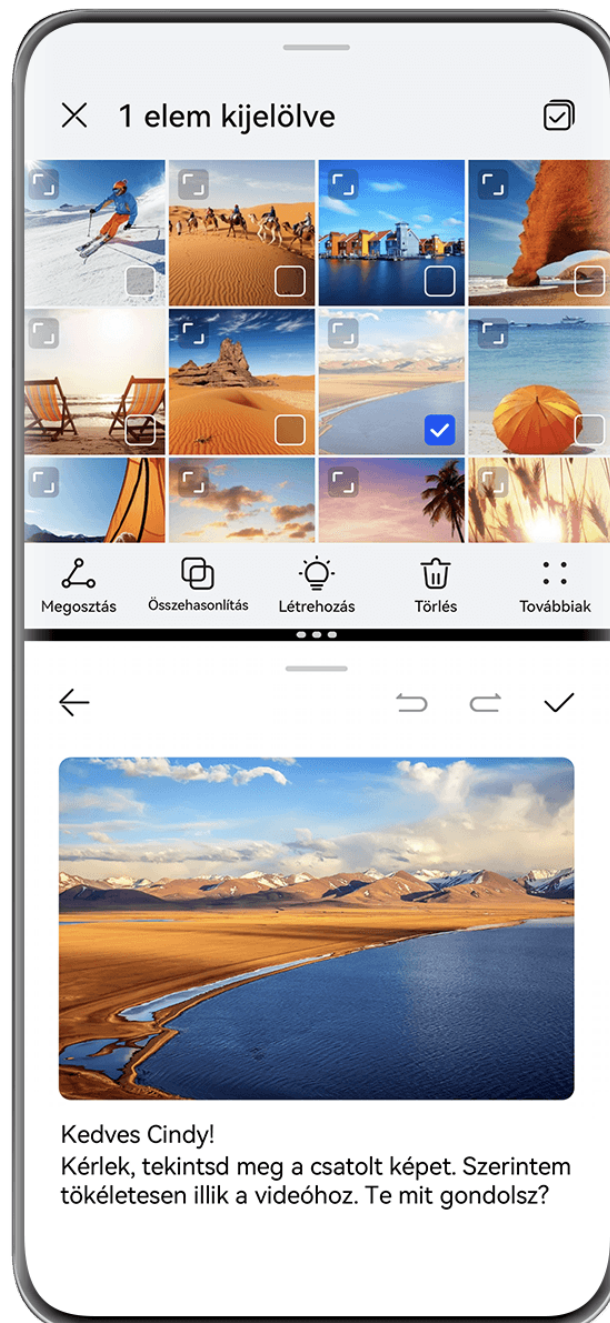 1 elem kijelölve
Megosztás
Összehasonlítás
Létrehozás
Törlés
Továbbiak
Kedves Cindy!
Kérlek, tekintsd meg a csatolt képet. Szerintem
tökéletesen illik a videóhoz. Te mit gondolsz?